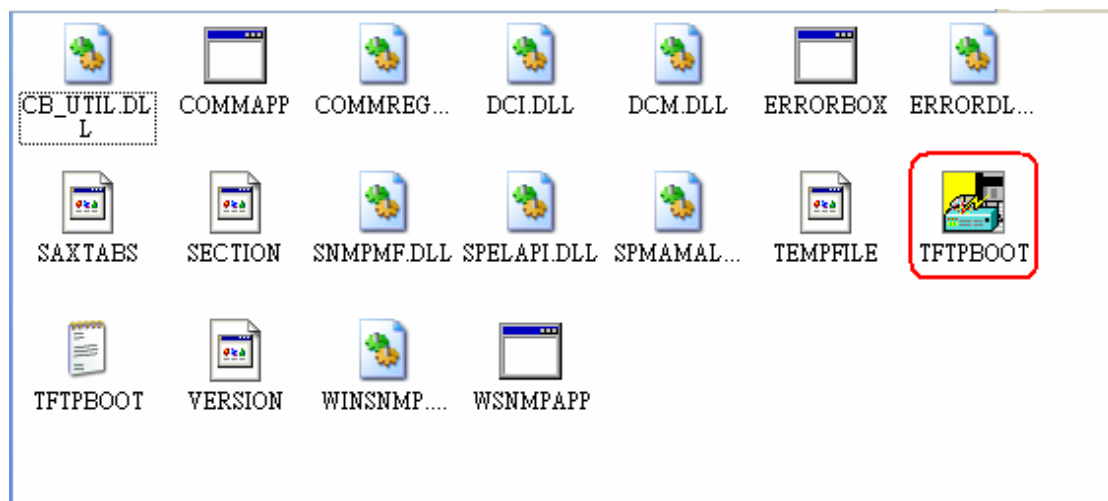 CB_UTIL.DL
L
COMMAPP
COMMREG...
DCI.DLL
DCM.DLL
ERRORBOX
ERRORDL...
SAXTABS
SECTION
SNMPMF.DLL
SPELAPI.DLL
SPMAMAL...
TEMPFILE
TFTPBOOT
TFTPBOOT
VERSION
WINSNMP....
WSNMPAPP